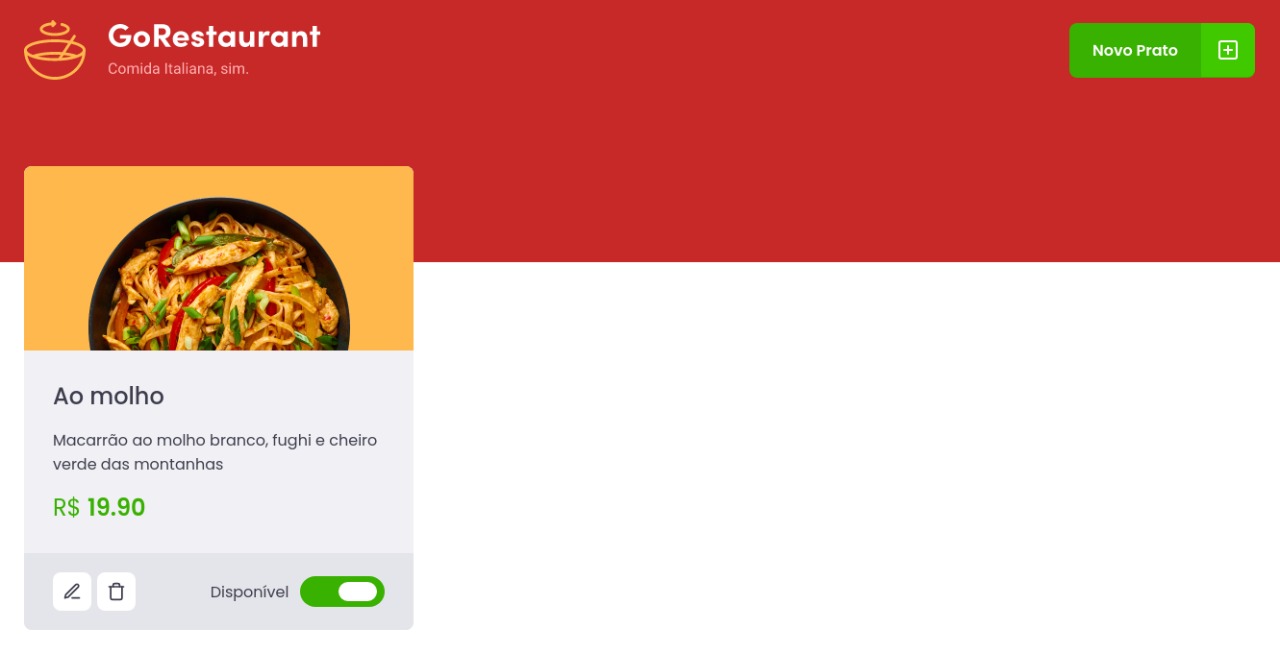 GoRestaurant
Comida Italiana, sim.
Novo Prato
Ao molho
Macarrão ao molho branco, fughi e cheiro
verde das montanhas
R$ 19.90
Disponível